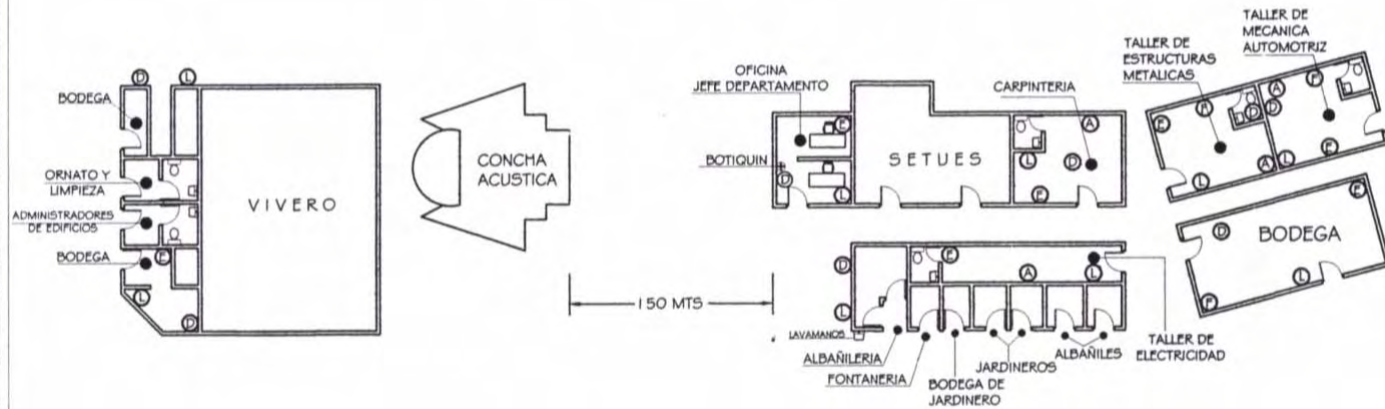 D
L
BODEGA
ORNATO Y
LIMPIEZA
ADMINISTRADORES
DE EDIFICIOS
BODEGA
E
L
D
VIVERO
CONCHA
ACUSTICA
150 MTS
OFICINA
JEFE DEPARTAMENTO
E
BOTIQUIN
D
L
SETUES
CARPINTERIA
A
L
D
E
TALLER DE
ESTRUCTURAS
METALICAS
E
D
L
A
TALLER DE
MECANICA
AUTOMOTRIZ
A
D
L
E
BODEGA
E
D
L
D
L
E
A
L
LAVAMANOS
ALBAÑILERIA
FONTANERIA
BODEGA DE
JARDINERO
JARDINEROS
ALBAÑILES
TALLER DE
ELECTRICIDAD